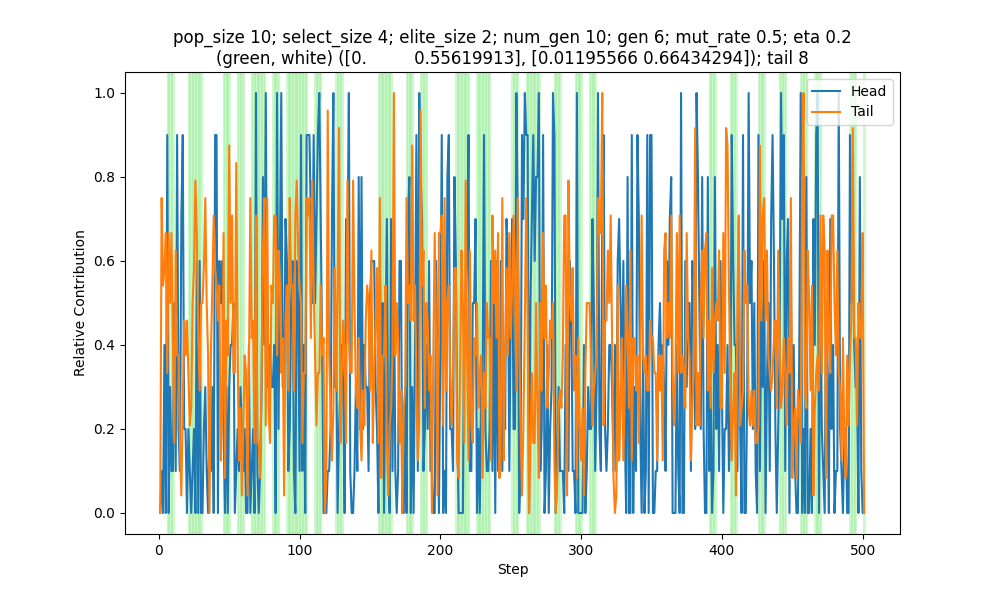 pop_size 10; select_size 4; elite_size 2; num_gen 10; gen 6; mut_rate 0.5; eta 0.2
(green, white) ([0. 0.55619913], [0.01195566 0.66434294]); tail 8
Head
Tail
1.0
0.8
0.6
0.4
0.2
0.0
Relative Contribution
0
100
200
300
400
500
Step